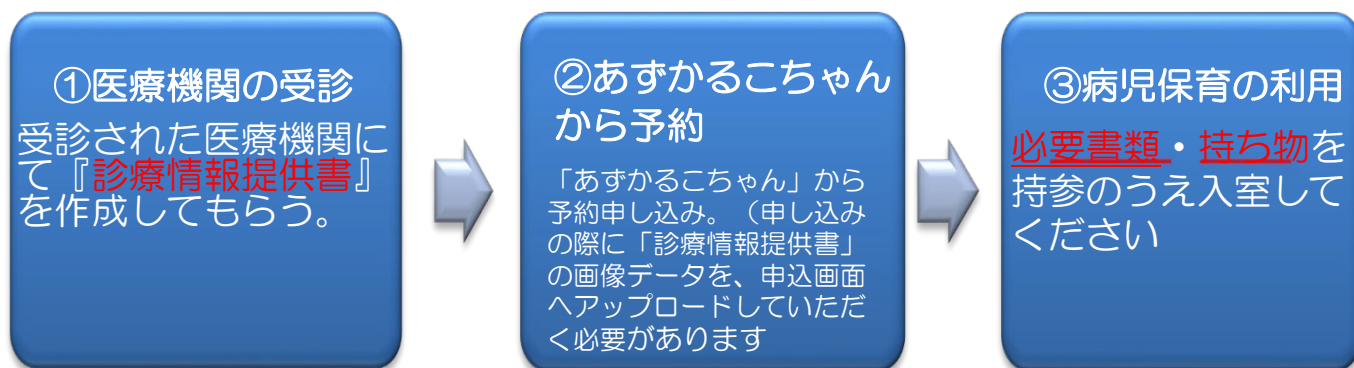 ①医療機関の受診
受診された医療機関に
て『診療情報提供書』
を作成してもらう。
②あずかるこちゃん
から予約
「あずかるこちゃん」から
予約申し込み。（申し込み
の際に「診療情報提供書」
の画像データを、申込画面
へアップロードしていただ
く必要があります
③病児保育の利用
必要書類・持ち物を
持参のうえ入室して
ください